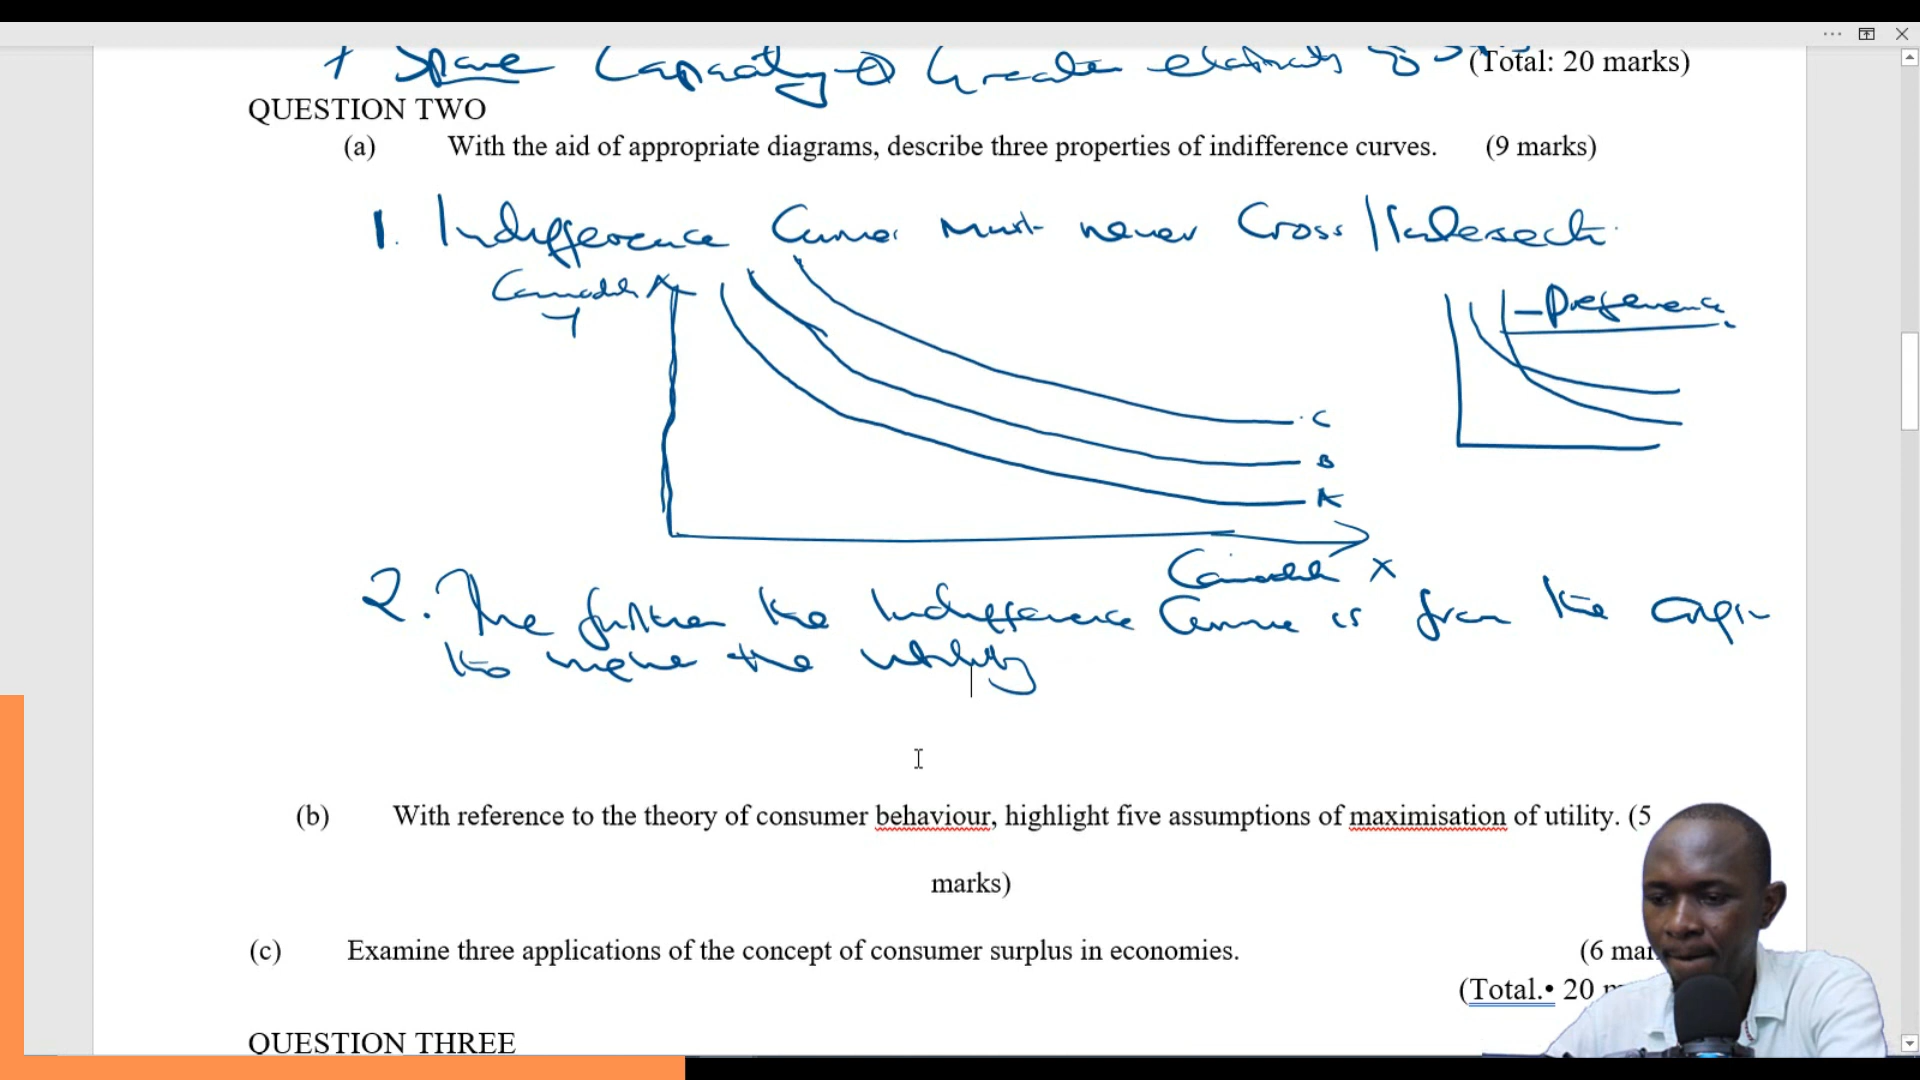 + Spare Capacity → Greater elasticity of
(Total: 20 marks)
QUESTION TWO
(a) With the aid of appropriate diagrams, describe three properties of indifference curves. (9 marks)
1. Indifference Curves Must never Cross/Intersect.
Commodity
Y
Preference
C
B
A
Commodity X
2. The further the Indifference Curve is from the origin
the the utility
(b) With reference to the theory of consumer behaviour, highlight five assumptions of maximisation of utility. (5
marks)
(c) Examine three applications of the concept of consumer surplus in economies. (6
(Total.• 20
QUESTION THREE